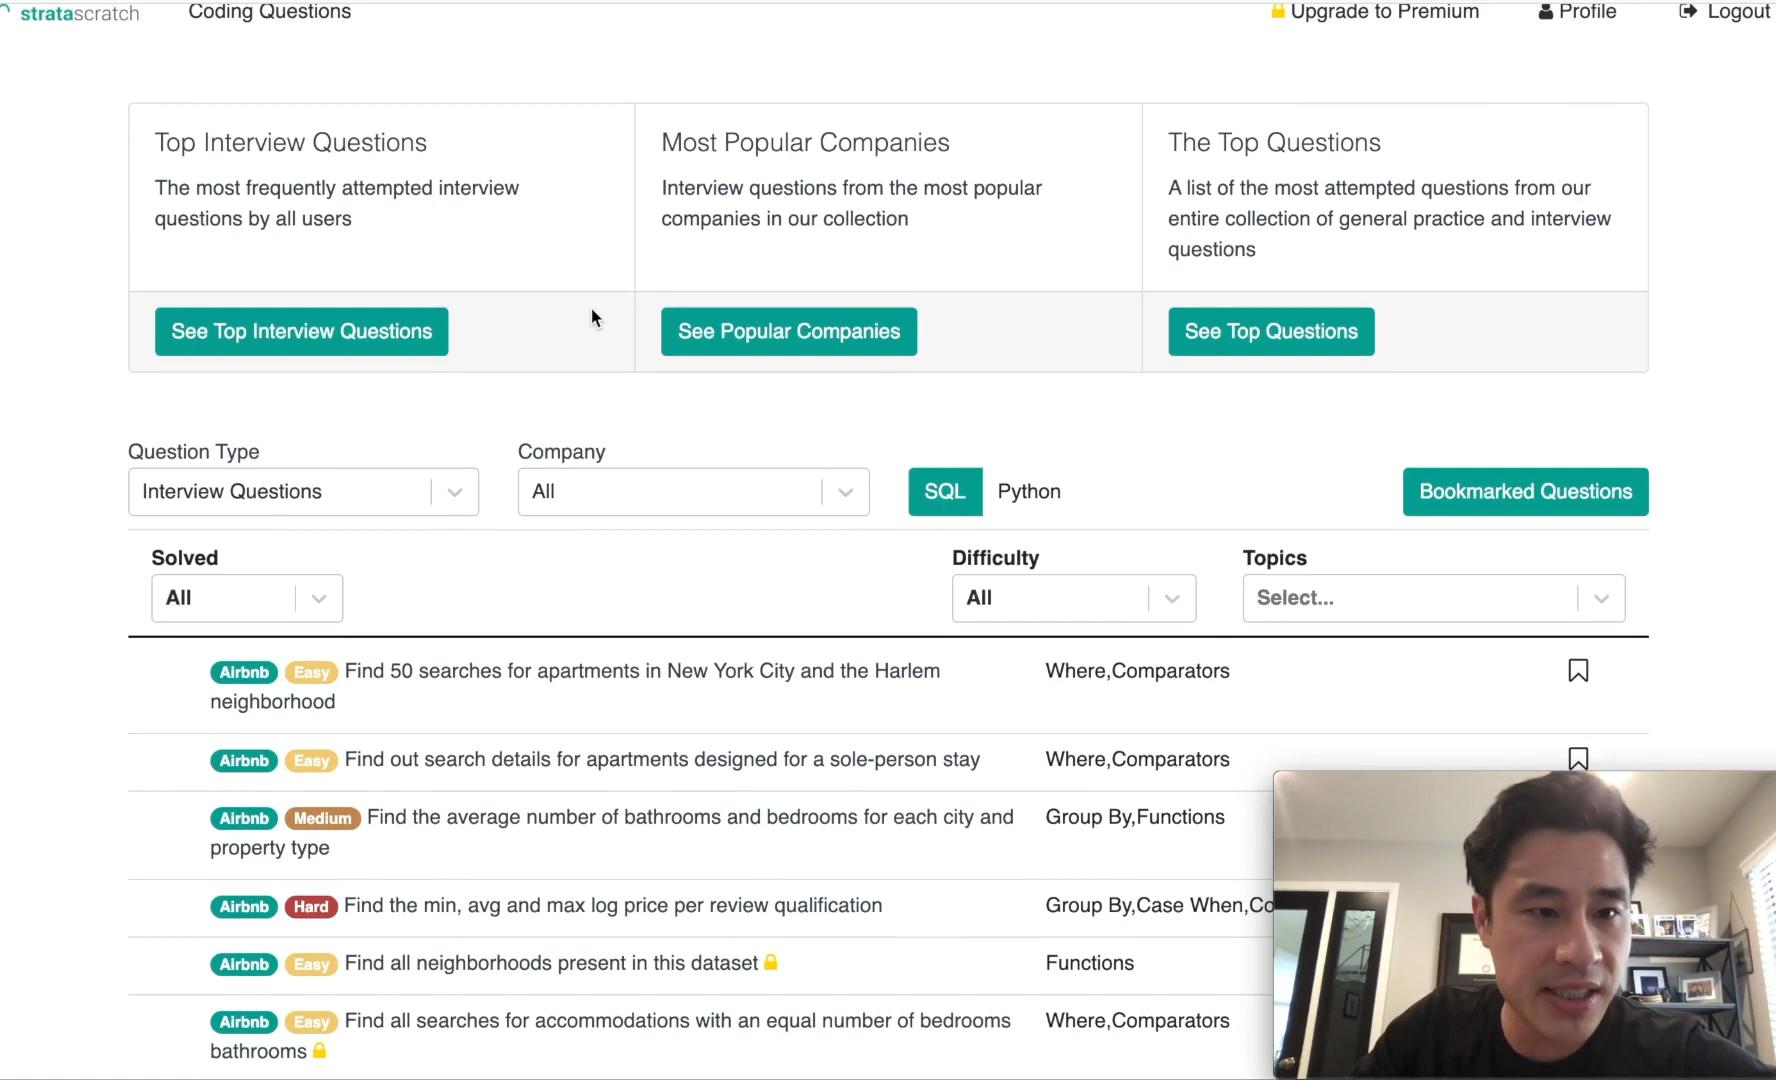 stratascratch
Coding Questions
Upgrade to Premium
Profile
Logout
Top Interview Questions
The most frequently attempted interview
questions by all users
See Top Interview Questions
Most Popular Companies
Interview questions from the most popular
companies in our collection
See Popular Companies
The Top Questions
A list of the most attempted questions from our
entire collection of general practice and interview
questions
See Top Questions
Question Type
Interview Questions
Company
All
SQL
Python
Bookmarked Questions
Solved
All
Difficulty
All
Topics
Select...
Airbnb Easy Find 50 searches for apartments in New York City and the Harlem
neighborhood
Where,Comparators
Airbnb Easy Find out search details for apartments designed for a sole-person stay
Where,Comparators
Airbnb Medium Find the average number of bathrooms and bedrooms for each city and
property type
Group By,Functions
Airbnb Hard Find the min, avg and max log price per review qualification
Group By,Case When,Co
Airbnb Easy Find all neighborhoods present in this dataset
Functions
Airbnb Easy Find all searches for accommodations with an equal number of bedrooms
bathrooms
Where,Comparators